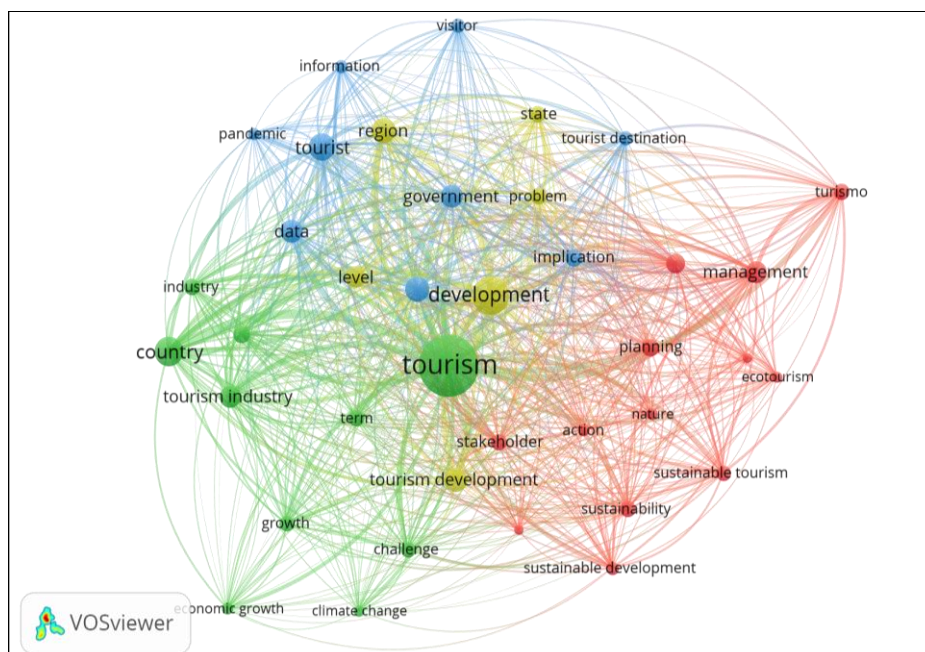 visitor
information
state
pandemic
region
tourist destination
tourist
turismo
government
problem
data
implication
management
level
industry
development
planning
country
tourism
ecotourism
tourism industry
nature
term
action
stakeholder
sustainable tourism
tourism development
sustainability
growth
challenge
sustainable development
economic growth
climate change
VOSviewer